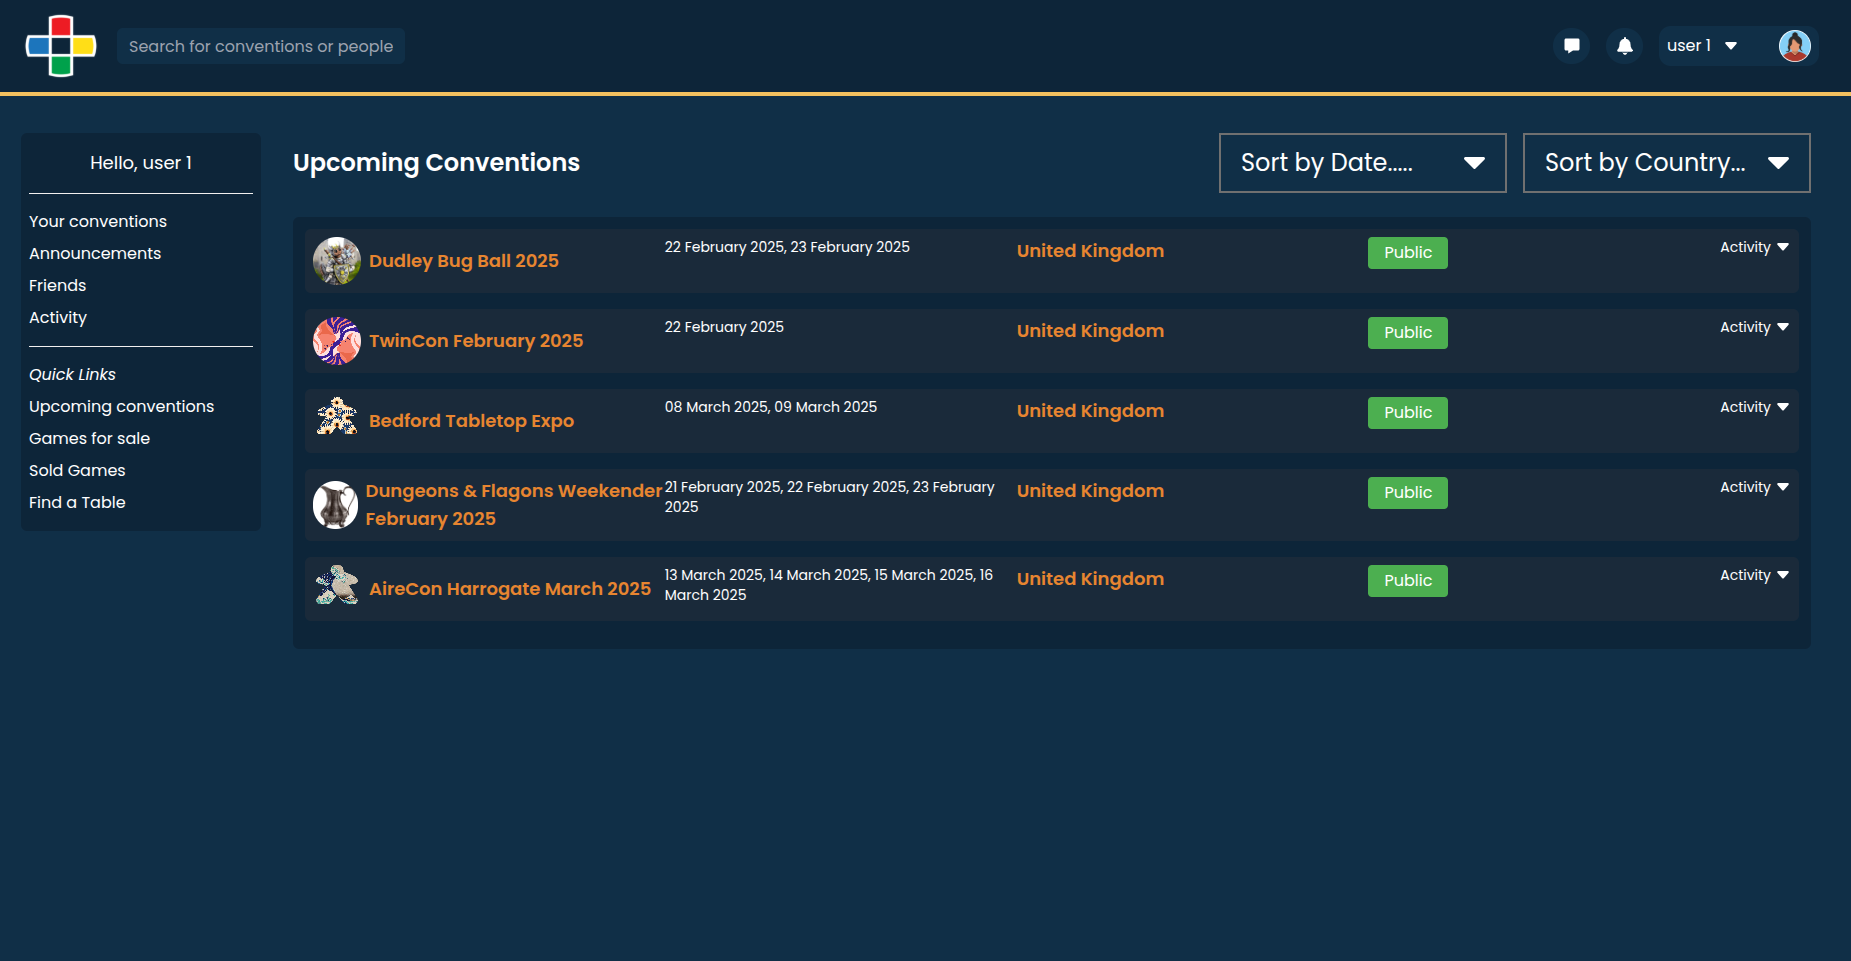 Search for conventions or people
user 1
Hello, user 1
Your conventions
Announcements
Friends
Activity
Quick Links
Upcoming conventions
Games for sale
Sold Games
Find a Table
Upcoming Conventions
Sort by Date.....
Sort by Country...
Dudley Bug Ball 2025
22 February 2025, 23 February 2025
United Kingdom
Public
Activity
TwinCon February 2025
22 February 2025
United Kingdom
Public
Activity
Bedford Tabletop Expo
08 March 2025, 09 March 2025
United Kingdom
Public
Activity
Dungeons & Flagons Weekender
February 2025
21 February 2025, 22 February 2025, 23 February
2025
United Kingdom
Public
Activity
AireCon Harrogate March 2025
13 March 2025, 14 March 2025, 15 March 2025, 16
March 2025
United Kingdom
Public
Activity